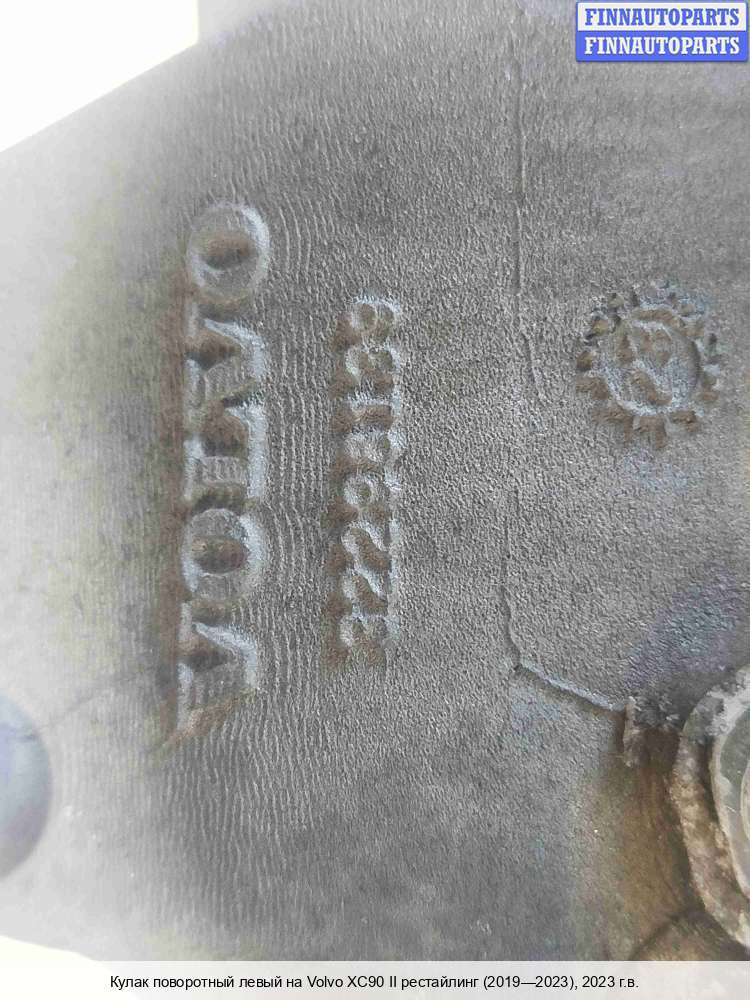 FINNAUTOPARTS
FINNAUTOPARTS
VOLVO
Кулак поворотный левый на Volvo XC90 II рестайлинг (2019—2023), 2023 г.в.